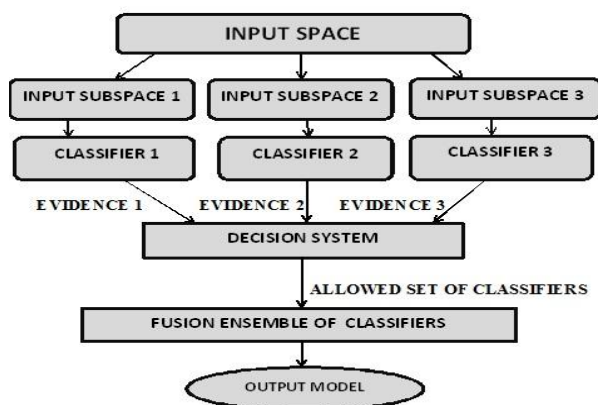 INPUT SPACE
INPUT SUBSPACE 1
INPUT SUBSPACE 2
INPUT SUBSPACE 3
CLASSIFIER 1
CLASSIFIER 2
CLASSIFIER 3
EVIDENCE 1
EVIDENCE 2
EVIDENCE 3
DECISION SYSTEM
ALLOWED SET OF CLASSIFIERS
FUSION ENSEMBLE OF CLASSIFIERS
OUTPUT MODEL